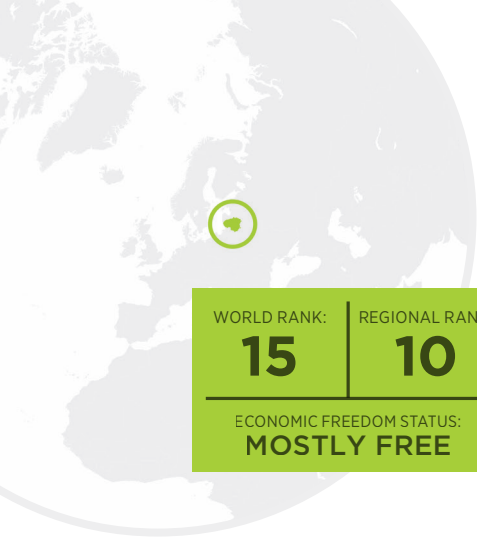 WORLD RANK:
15
REGIONAL RAN
10
ECONOMIC FREEDOM STATUS:
MOSTLY FREE